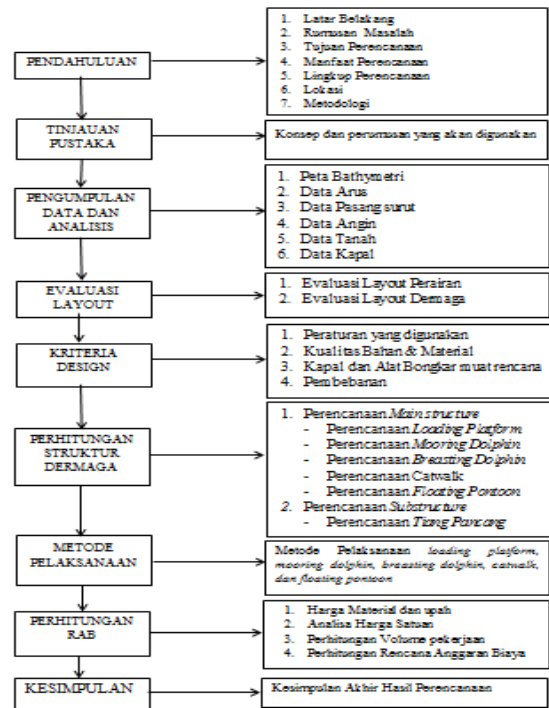 PENDAHULUAN
1. Latar Belakang
2. Rumusan Masalah
3. Tujuan Perencanaan
4. Manfaat Perencanaan
5. Lingkup Perencanaan
6. Lokasi
7. Metodologi
TINJAUAN
PUSTAKA
Konsep dan perumusan yang akan digunakan
PENGUMPULAN
DATA DAN
ANALISIS
1. Peta Bathymetri
2. Data Arus
3. Data Pasang surut
4. Data Angin
5. Data Tanah
6. Data Kapal
EVALUASI
LAYOUT
1. Evaluasi Layout Perairan
2. Evaluasi Layout Dermaga
KRITERIA
DESIGN
1. Peraturan yang digunakan
2. Kualitas Bahan & Material
3. Kapal dan Alat Bongkar muat rencana
4. Pembebanan
PERHITUNGAN
STRUKTUR
DERMAGA
1. Perencanaan Main structure
- Perencanaan Loading Platform
- Perencanaan Mooring Dolphin
- Perencanaan Breasting Dolphin
- Perencanaan Catwalk
- Perencanaan Floating Pontoon
2. Perencanaan Substructure
- Perencanaan Tiang Pancang
METODE
PELAKSANAAN
Metode Pelaksanaan loading platform,
mooring dolphin, breasting dolphin, catwalk,
dan floating pontoon
PERHITUNGAN
RAB
1. Harga Material dan upah
2. Analisa Harga Satuan
3. Perhitungan Volume pekerjaan
4. Perhitungan Rencana Anggaran Biaya
KESIMPULAN
Kesimpulan Akhir Hasil Perencanaan